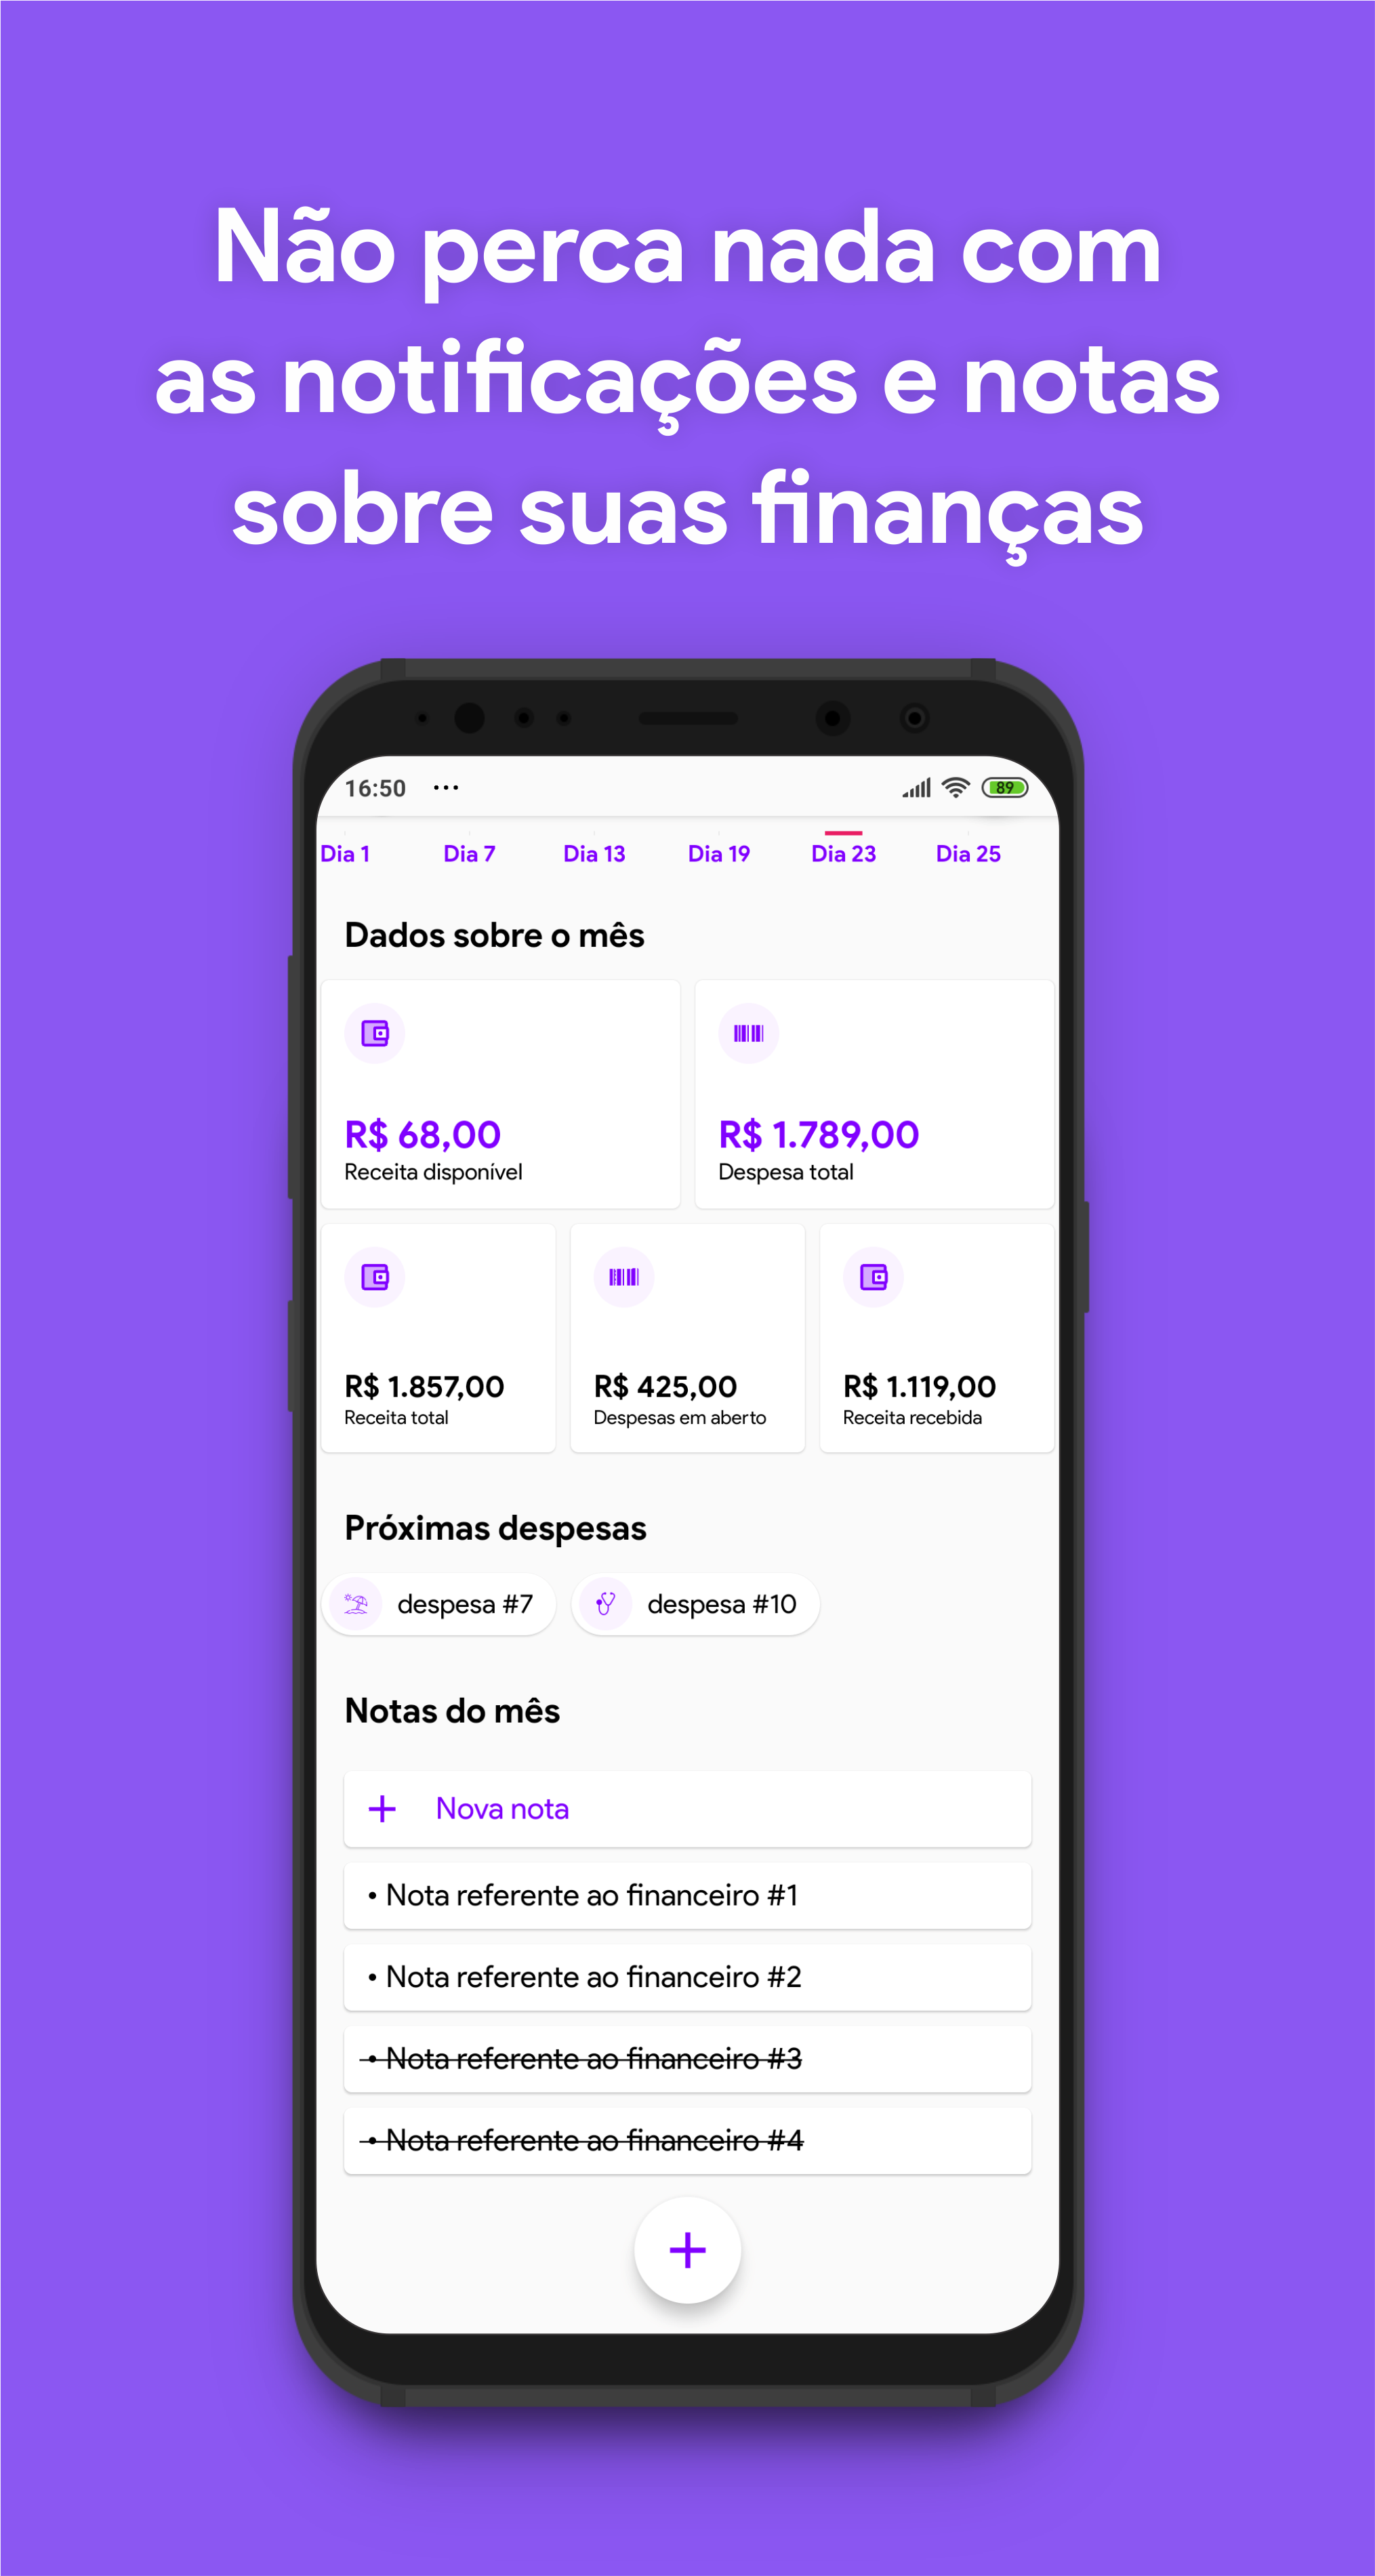 Não perca nada com
as notificações e notas
sobre suas finanças
16:50 ...
89
Dia 1 Dia 7 Dia 13 Dia 19 Dia 23 Dia 25
Dados sobre o mês
R$ 68,00 R$ 1.789,00
Receita disponível Despesa total
R$ 1.857,00 R$ 425,00 R$ 1.119,00
Receita total Despesas em aberto Receita recebida
Próximas despesas
despesa #7 despesa #10
Notas do mês
+ Nova nota
• Nota referente ao financeiro #1
• Nota referente ao financeiro #2
• Nota referente ao financeiro #3
• Nota referente ao financeiro #4
+